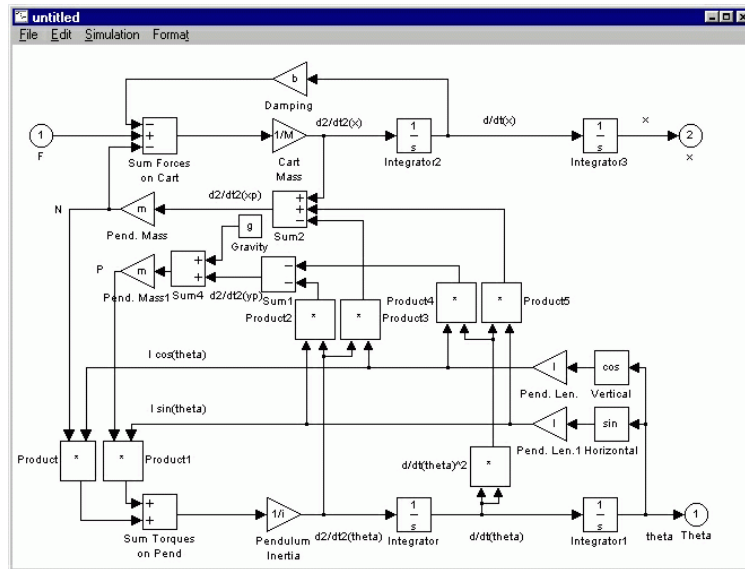 untitled
File Edit Simulation Format
b
Damping
d2/dt2(x)
d/dt(x)
x
1
F
−
+
−
Sum Forces
on Cart
1/M
Cart
Mass
1
s
Integrator2
1
s
Integrator3
2
x
N
m
Pend. Mass
d2/dt2(xp)
+
+
−
Sum2
g
Gravity
P
m
Pend. Mass1
+
+
Sum4
d2/dt2(yp)
−
−
Sum1
Product2
*
*
Product3
Product4
*
*
Product5
l cos(theta)
l
Pend. Len.
cos
Vertical
l sin(theta)
l
Pend. Len.1
sin
Horizontal
Product
*
*
Product1
d/dt(theta)^2
*
+
+
Sum Torques
on Pend
1/i
Pendulum
Inertia
d2/dt2(theta)
1
s
Integrator
d/dt(theta)
1
s
Integrator1
theta
1
Theta